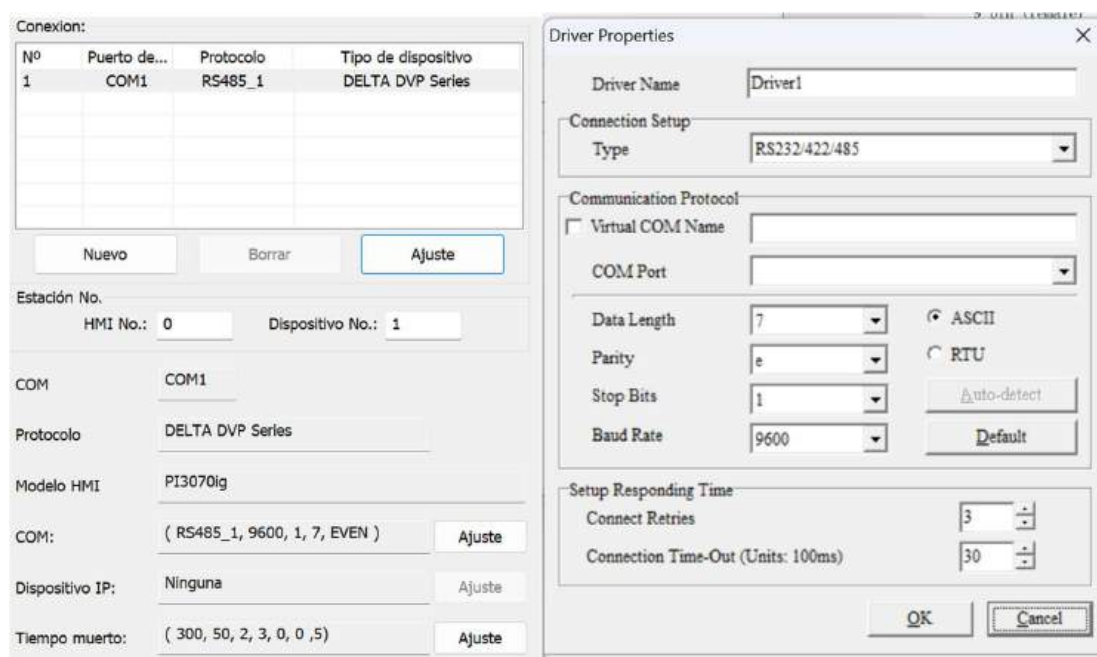 Conexion:
Nº Puerto de... Protocolo Tipo de dispositivo
1 COM1 RS485_1 DELTA DVP Series
Nuevo Borrar Ajuste
Estación No.
HMI No.: 0 Dispositivo No.: 1
COM COM1
Protocolo DELTA DVP Series
Modelo HMI PI3070ig
COM: ( RS485_1, 9600, 1, 7, EVEN ) Ajuste
Dispositivo IP: Ninguna Ajuste
Tiempo muerto: ( 300, 50, 2, 3, 0, 0 ,5) Ajuste
Driver Properties
Driver Name Driver1
Connection Setup
Type RS232/422/485
Communication Protocol
Virtual COM Name
COM Port
Data Length 7 ASCII
Parity e RTU
Stop Bits 1 Auto-detect
Baud Rate 9600 Default
Setup Responding Time
Connect Retries 3
Connection Time-Out (Units: 100ms) 30
OK Cancel